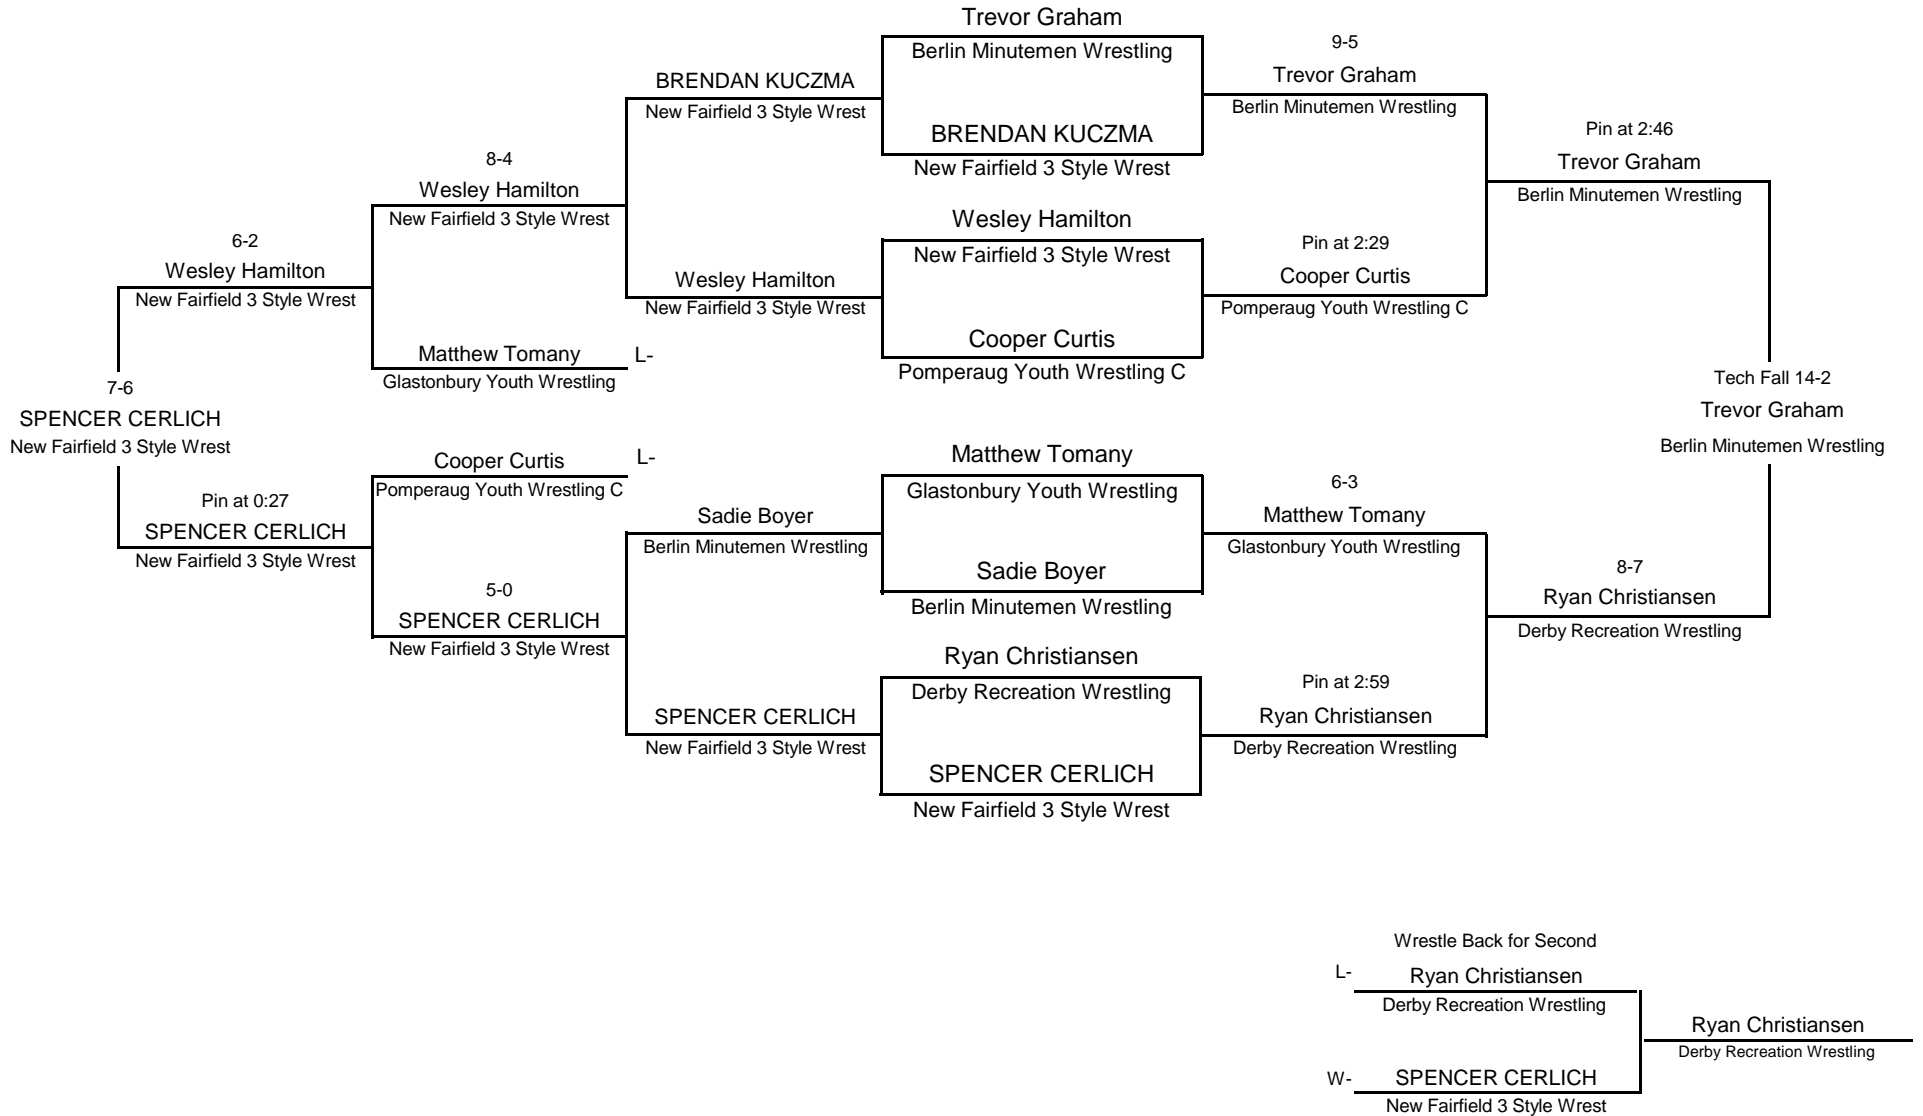 Trevor Graham
Berlin Minutemen Wrestling
BRENDAN KUCZMA
New Fairfield 3 Style Wrest
Wesley Hamilton
New Fairfield 3 Style Wrest
Cooper Curtis
Pomperaug Youth Wrestling C
Matthew Tomany
Glastonbury Youth Wrestling
Sadie Boyer
Berlin Minutemen Wrestling
Ryan Christiansen
Derby Recreation Wrestling
SPENCER CERLICH
New Fairfield 3 Style Wrest
9-5
Trevor Graham
Berlin Minutemen Wrestling
Pin at 2:29
Cooper Curtis
Pomperaug Youth Wrestling C
6-3
Matthew Tomany
Glastonbury Youth Wrestling
Pin at 2:59
Ryan Christiansen
Derby Recreation Wrestling
Pin at 2:46
Trevor Graham
Berlin Minutemen Wrestling
8-7
Ryan Christiansen
Derby Recreation Wrestling
Tech Fall 14-2
Trevor Graham
Berlin Minutemen Wrestling
BRENDAN KUCZMA
New Fairfield 3 Style Wrest
Wesley Hamilton
New Fairfield 3 Style Wrest
Sadie Boyer
Berlin Minutemen Wrestling
SPENCER CERLICH
New Fairfield 3 Style Wrest
8-4
Wesley Hamilton
New Fairfield 3 Style Wrest
Matthew Tomany L-
Glastonbury Youth Wrestling
Cooper Curtis L-
Pomperaug Youth Wrestling C
5-0
SPENCER CERLICH
New Fairfield 3 Style Wrest
6-2
Wesley Hamilton
New Fairfield 3 Style Wrest
Pin at 0:27
SPENCER CERLICH
New Fairfield 3 Style Wrest
7-6
SPENCER CERLICH
New Fairfield 3 Style Wrest
Wrestle Back for Second
L- Ryan Christiansen
Derby Recreation Wrestling
W- SPENCER CERLICH
New Fairfield 3 Style Wrest
Ryan Christiansen
Derby Recreation Wrestling